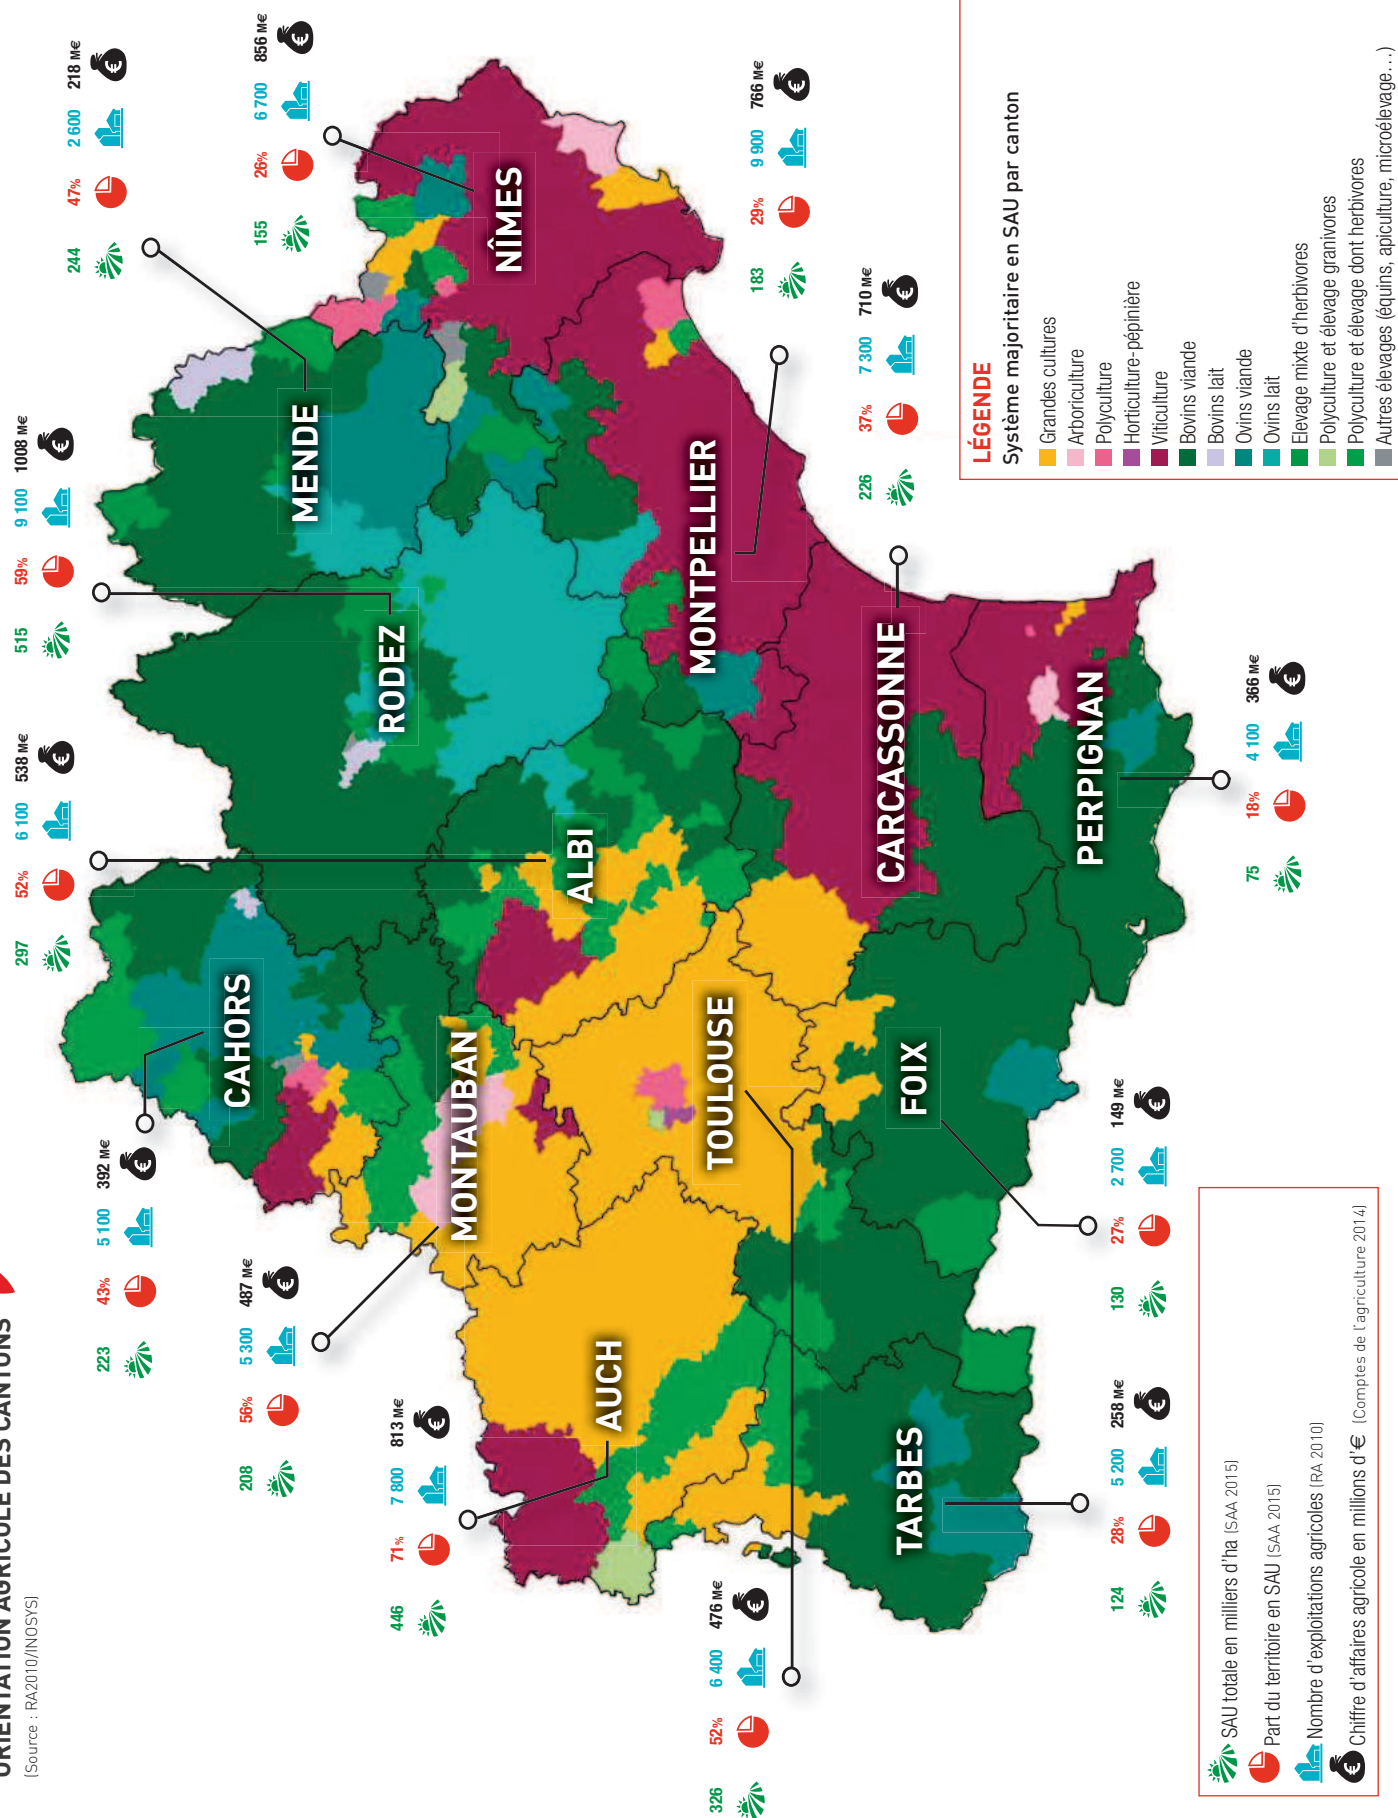 ORIENTATION AGRICOLE DES CANTONS
(Source : RA2010/INOSYS)
297 52% 6 100 538 M€
515 59% 9 100 1008 M€
244 47% 2 600 218 M€
223 43% 5 100 392 M€
155 26% 6 700 856 M€
208 56% 5 300 487 M€
CAHORS
MENDE
446 71% 7 800 813 M€
RODEZ
MONTAUBAN
NÎMES
ALBI
AUCH
326 52% 6 400 476 M€
TOULOUSE
MONTPELLIER
183 29% 9 900 766 M€
226 37% 7 300 710 M€
TARBES
FOIX
CARCASSONNE
PERPIGNAN
124 28% 5 200 258 M€
130 27% 2 700 149 M€
75 18% 4 100 366 M€
LÉGENDE
Système majoritaire en SAU par canton
Grandes cultures
Arboriculture
Polyculture
Horticulture-pépinière
Viticulture
Bovins viande
Bovins lait
Ovins viande
Ovins lait
Elevage mixte d'herbivores
Polyculture et élevage granivores
Polyculture et élevage dont herbivores
Autres élevages (équins, apiculture, microélevage…)
SAU totale en milliers d'ha (SAA 2015)
Part du territoire en SAU (SAA 2015)
Nombre d'exploitations agricoles (RA 2010)
Chiffre d'affaires agricole en millions d'€ (Comptes de l'agriculture 2014)